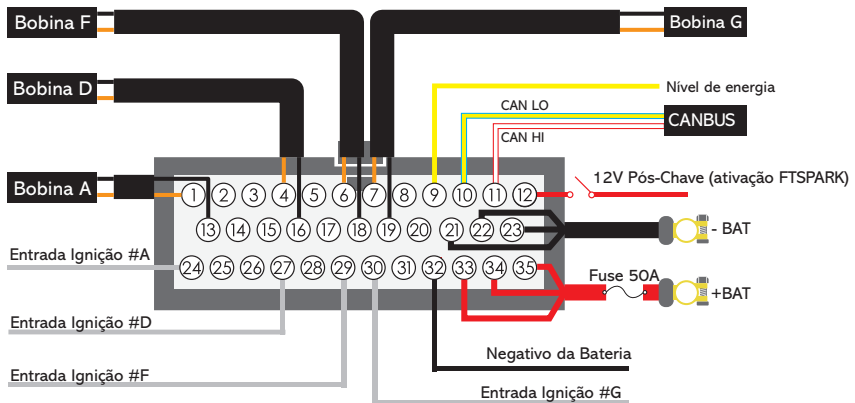 Bobina F
Bobina G
Bobina D
Nível de energia
CAN LO
CANBUS
CAN HI
Bobina A
12V Pós-Chave (ativação FTSPARK)
1 2 3 4 5 6 7 8 9 10 11 12
13 14 15 16 17 18 19 20 21 22 23
- BAT
Entrada Ignição #A
24 25 26 27 28 29 30 31 32 33 34 35
Fuse 50A
+BAT
Entrada Ignição #D
Negativo da Bateria
Entrada Ignição #F
Entrada Ignição #G